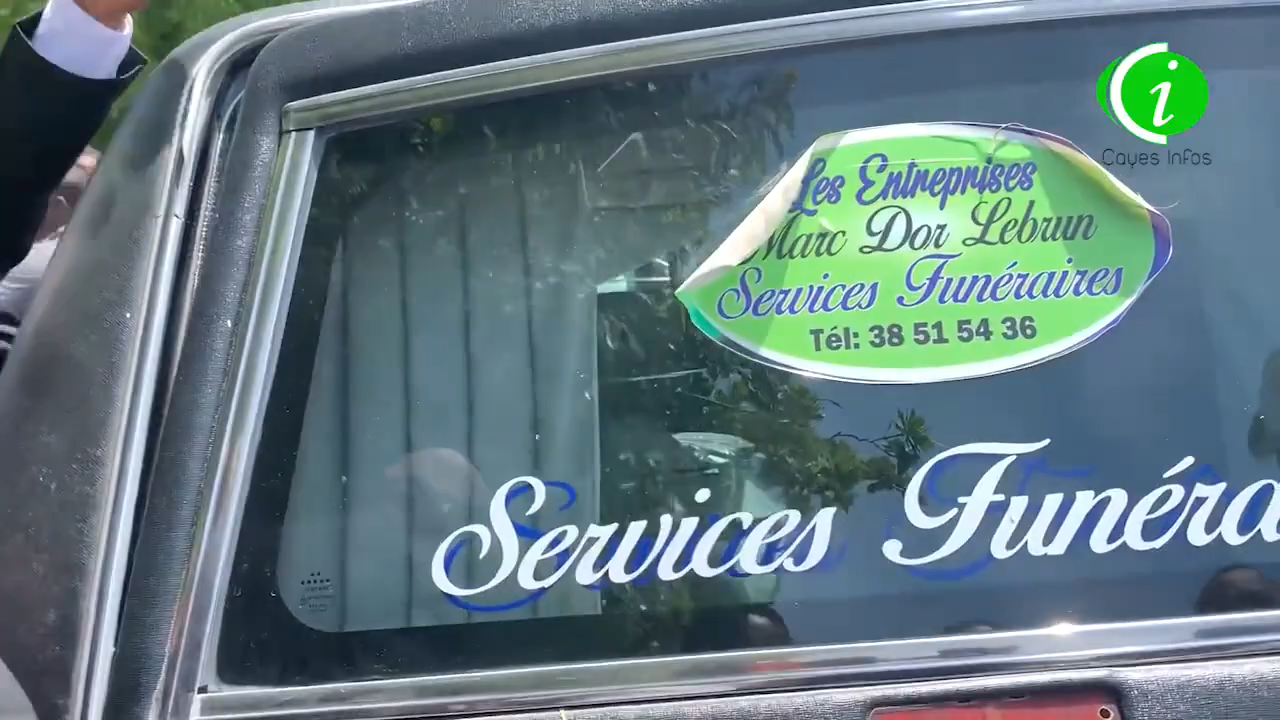 i
Cayes Infos
Les Entreprises
Marc Dor Lebrun
Services Funéraires
Tél: 38 51 54 36
Services Funéra